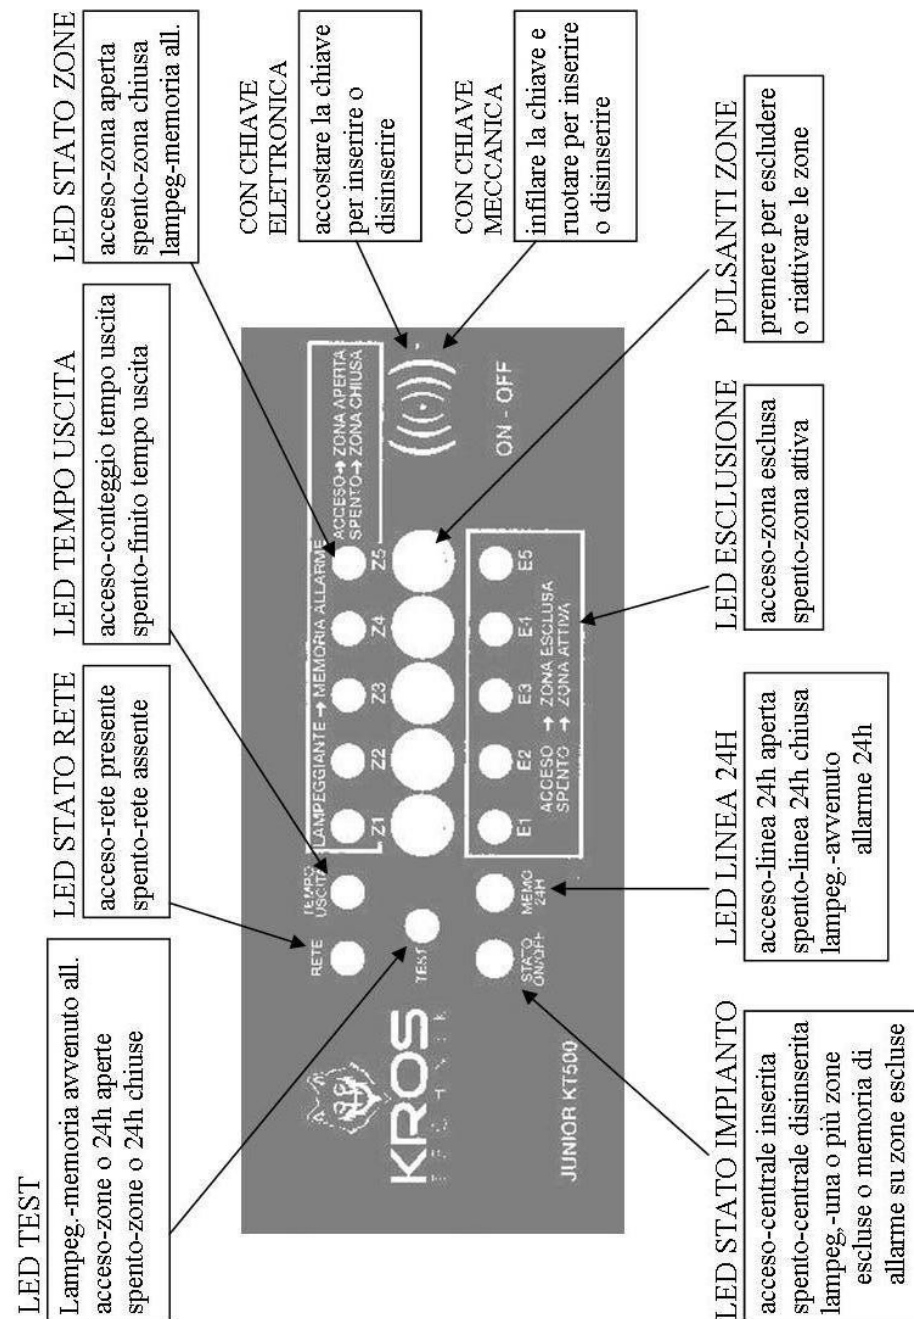 LED TEST
Lampeg.-memoria avvenuto all.
acceso-zone o 24h aperte
spento-zone o 24h chiuse
LED STATO RETE
acceso-rete presente
spento-rete assente
LED TEMPO USCITA
acceso-conteggio tempo uscita
spento-finito tempo uscita
LED STATO ZONE
acceso-zona aperta
spento-zona chiusa
lampeg-memoria all.
CON CHIAVE
ELETTRONICA
accostare la chiave
per inserire o
disinserire
CON CHIAVE
MECCANICA
infilare la chiave e
ruotare per inserire
o disinserire
KROS
JUNIOR KT500
RETE
TEMPO
USCITA
TEST
STATO
ON/OFF
MEMO
24H
LAMPEGGIANTE → MEMORIA ALLARME
ACCESO → ZONA APERTA
SPENTO → ZONA CHIUSA
Z1 Z2 Z3 Z4 Z5
E1 E2 E3 E4 E5
ACCESO → ZONA ESCLUSA
SPENTO → ZONA ATTIVA
ON - OFF
LED STATO IMPIANTO
acceso-centrale inserita
spento-centrale disinserita
lampeg,-una o più zone
escluse o memoria di
allarme su zone escluse
LED LINEA 24H
acceso-linea 24h aperta
spento-linea 24h chiusa
lampeg.-avvenuto
allarme 24h
LED ESCLUSIONE
acceso-zona esclusa
spento-zona attiva
PULSANTI ZONE
premere per escludere
o riattivare le zone